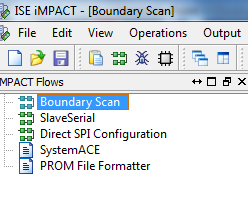 ISE iMPACT - [Boundary Scan]
File Edit View Operations Output
iMPACT Flows
Boundary Scan
SlaveSerial
Direct SPI Configuration
SystemACE
PROM File Formatter